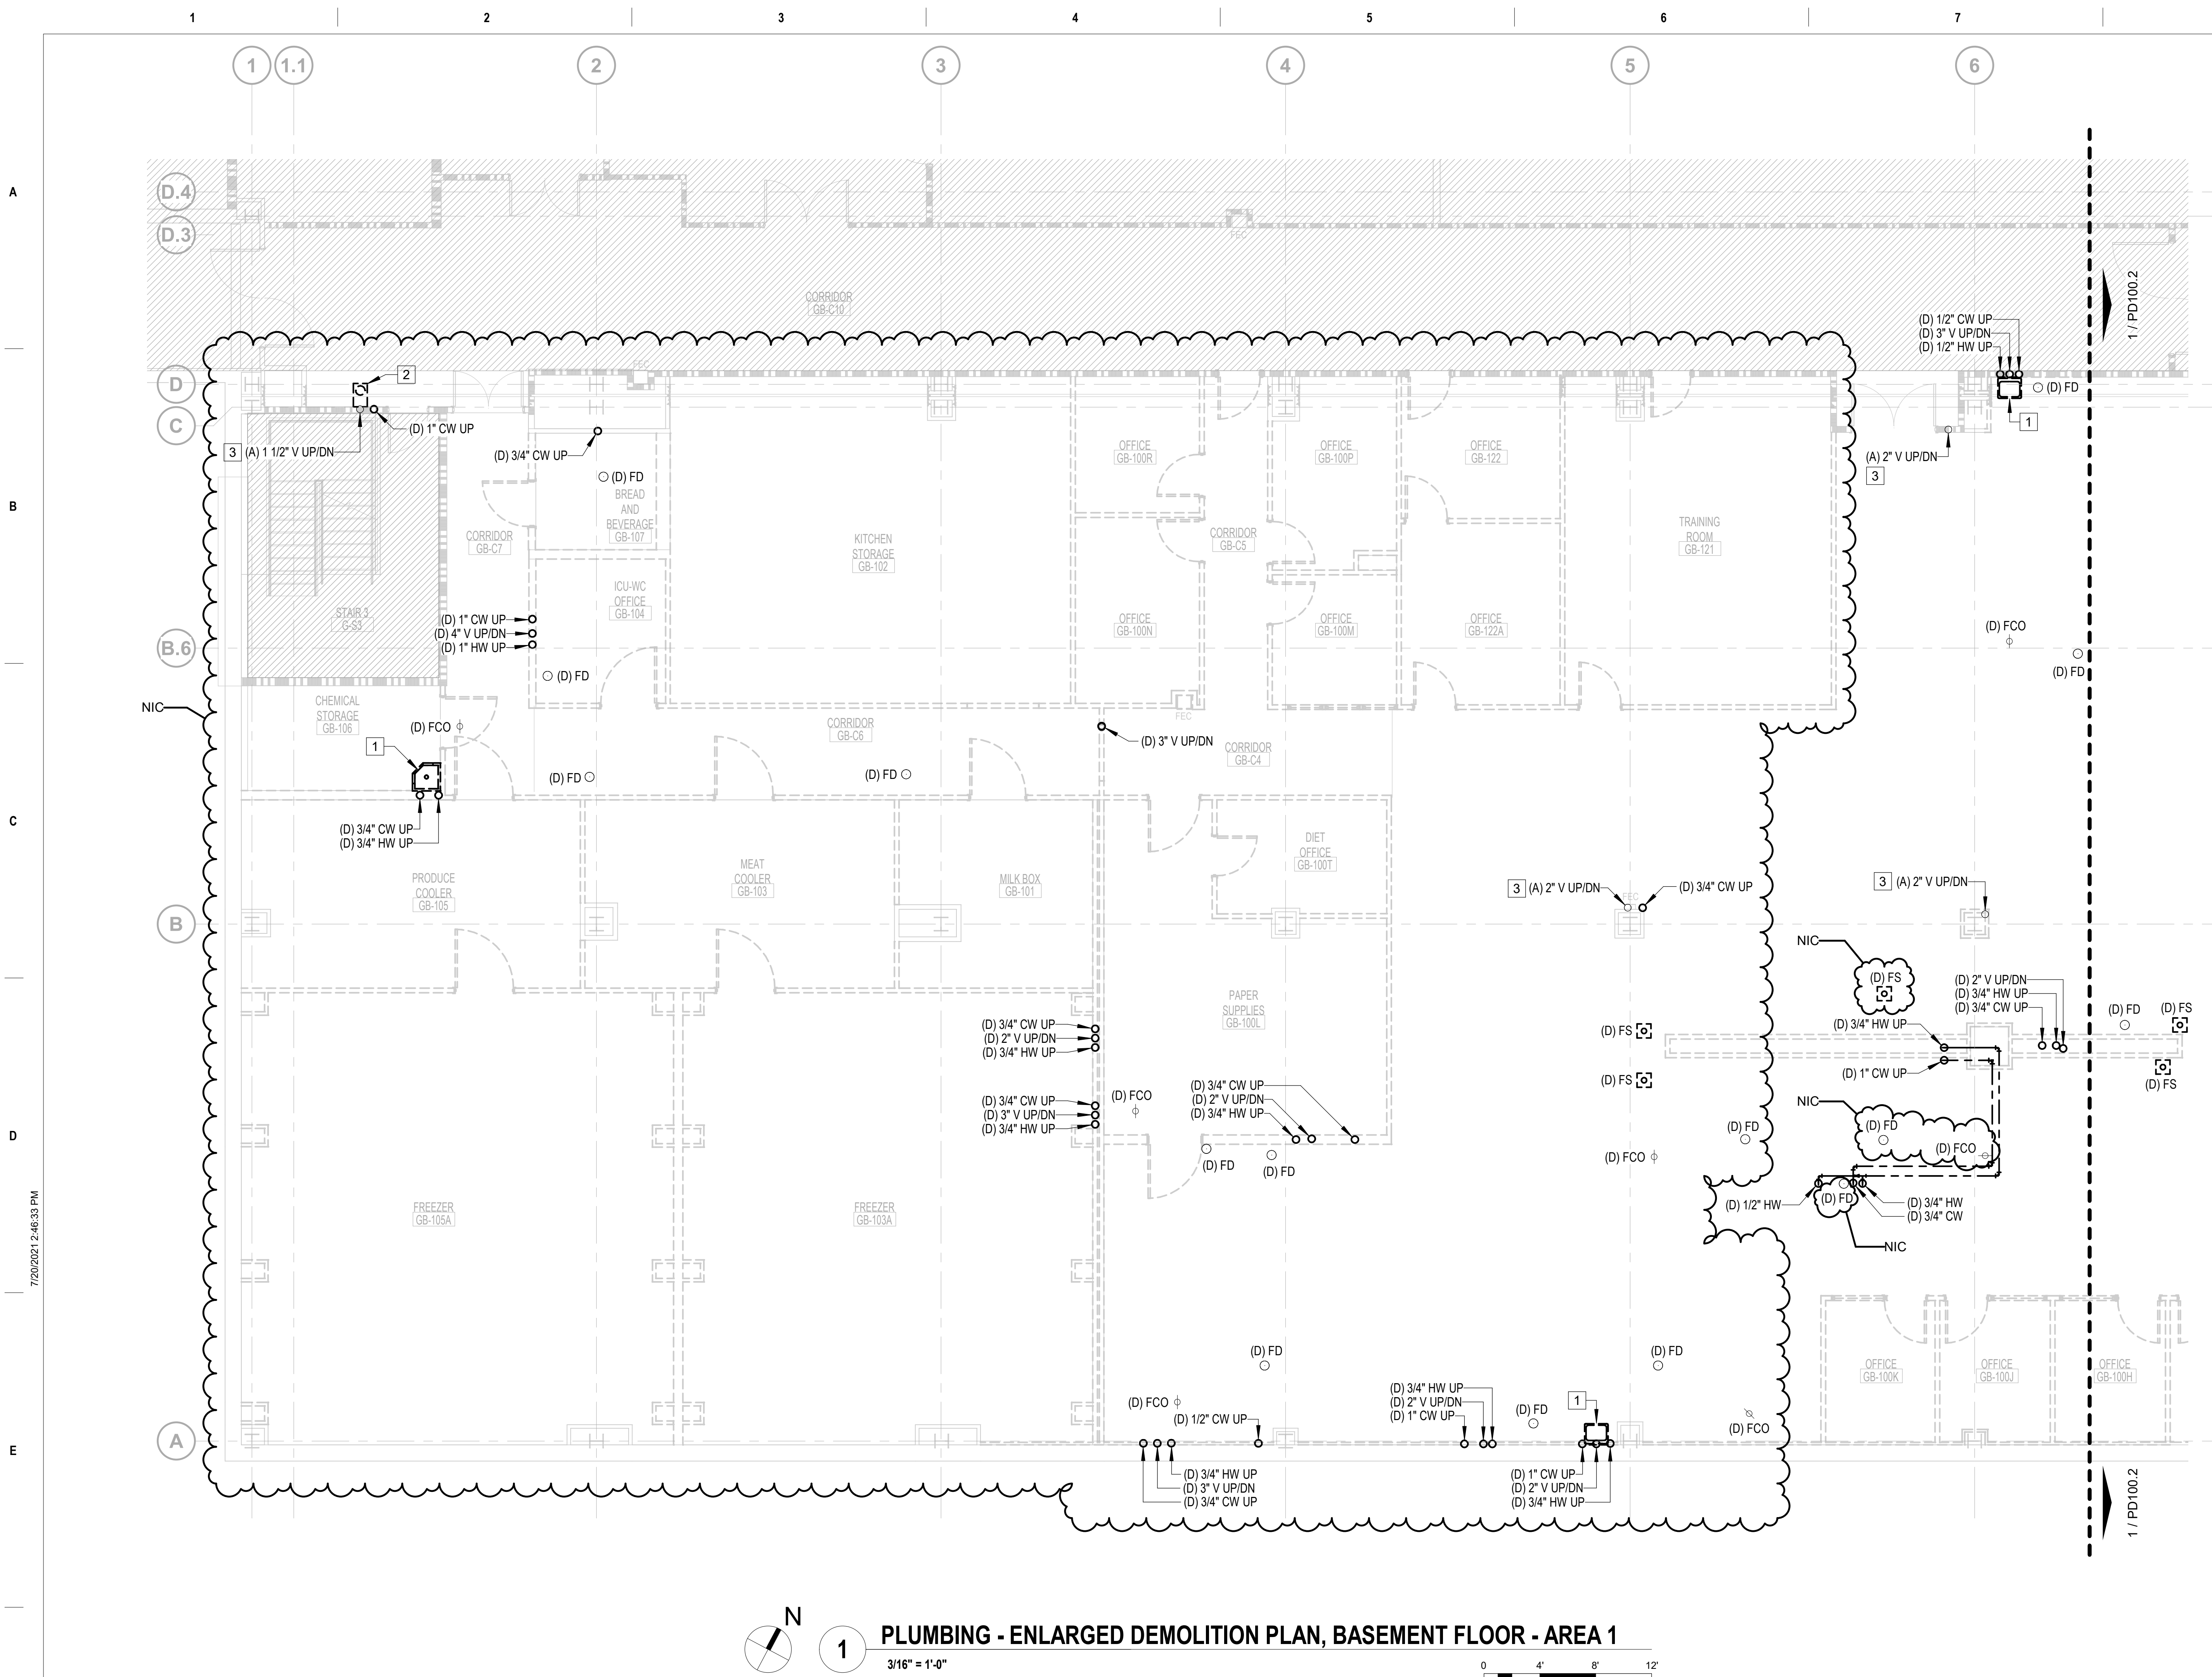 1 2 3 4 5 6 7
1 1.1 2 3 4 5 6
A
D.4
D.3
FEC
CORRIDOR
GB-C10
1 / PD100.2
(D) 1/2" CW UP
(D) 3" V UP/DN
(D) 1/2" HW UP
(D) FD
1
FEC
D
2
C
(D) 1" CW UP
3 (A) 1 1/2" V UP/DN
(D) 3/4" CW UP
(D) FD
BREAD
AND
BEVERAGE
GB-107
OFFICE
GB-100R
OFFICE
GB-100P
OFFICE
GB-122
(A) 2" V UP/DN
3
B
CORRIDOR
GB-C7
KITCHEN
STORAGE
GB-102
CORRIDOR
GB-C5
TRAINING
ROOM
GB-121
ICU-WC
OFFICE
GB-104
STAIR 3
G-S3
(D) 1" CW UP
(D) 4" V UP/DN
(D) 1" HW UP
OFFICE
GB-100N
OFFICE
GB-100M
OFFICE
GB-122A
(D) FCO
B.6
(D) FD
(D) FD
NIC
CHEMICAL
STORAGE
GB-106
(D) FCO
CORRIDOR
GB-C6
FEC
(D) 3" V UP/DN
CORRIDOR
GB-C4
1
(D) FD
(D) FD
C
(D) 3/4" CW UP
(D) 3/4" HW UP
DIET
OFFICE
GB-100T
PRODUCE
COOLER
GB-105
MEAT
COOLER
GB-103
MILK BOX
GB-101
3 (A) 2" V UP/DN
FEC
(D) 3/4" CW UP
3 (A) 2" V UP/DN
B
NIC
(D) FS
(D) 2" V UP/DN
(D) 3/4" HW UP
(D) 3/4" CW UP
PAPER
SUPPLIES
GB-100L
(D) FD
(D) FS
(D) 3/4" CW UP
(D) 2" V UP/DN
(D) 3/4" HW UP
(D) FS
(D) 3/4" HW UP
(D) 1" CW UP
(D) FS
(D) FS
(D) 3/4" CW UP
(D) 3" V UP/DN
(D) 3/4" HW UP
(D) FCO
(D) 3/4" CW UP
(D) 2" V UP/DN
(D) 3/4" HW UP
NIC
D
(D) FD
(D) FD
(D) FCO
(D) FCO
(D) FD
(D) FD
(D) FD
(D) 1/2" HW
(D) 3/4" HW
(D) 3/4" CW
NIC
FREEZER
GB-105A
FREEZER
GB-103A
7/20/2021 2:46:33 PM
(D) FD
(D) FD
OFFICE
GB-100K
OFFICE
GB-100J
OFFICE
GB-100H
(D) FCO
(D) 1/2" CW UP
(D) 3/4" HW UP
(D) 2" V UP/DN
(D) 1" CW UP
(D) FD
1
(D) FCO
A
E
(D) 3/4" HW UP
(D) 3" V UP/DN
(D) 3/4" CW UP
(D) 1" CW UP
(D) 2" V UP/DN
(D) 3/4" HW UP
1 / PD100.2
N
1 PLUMBING - ENLARGED DEMOLITION PLAN, BASEMENT FLOOR - AREA 1
3/16" = 1'-0"
0 4' 8' 12'